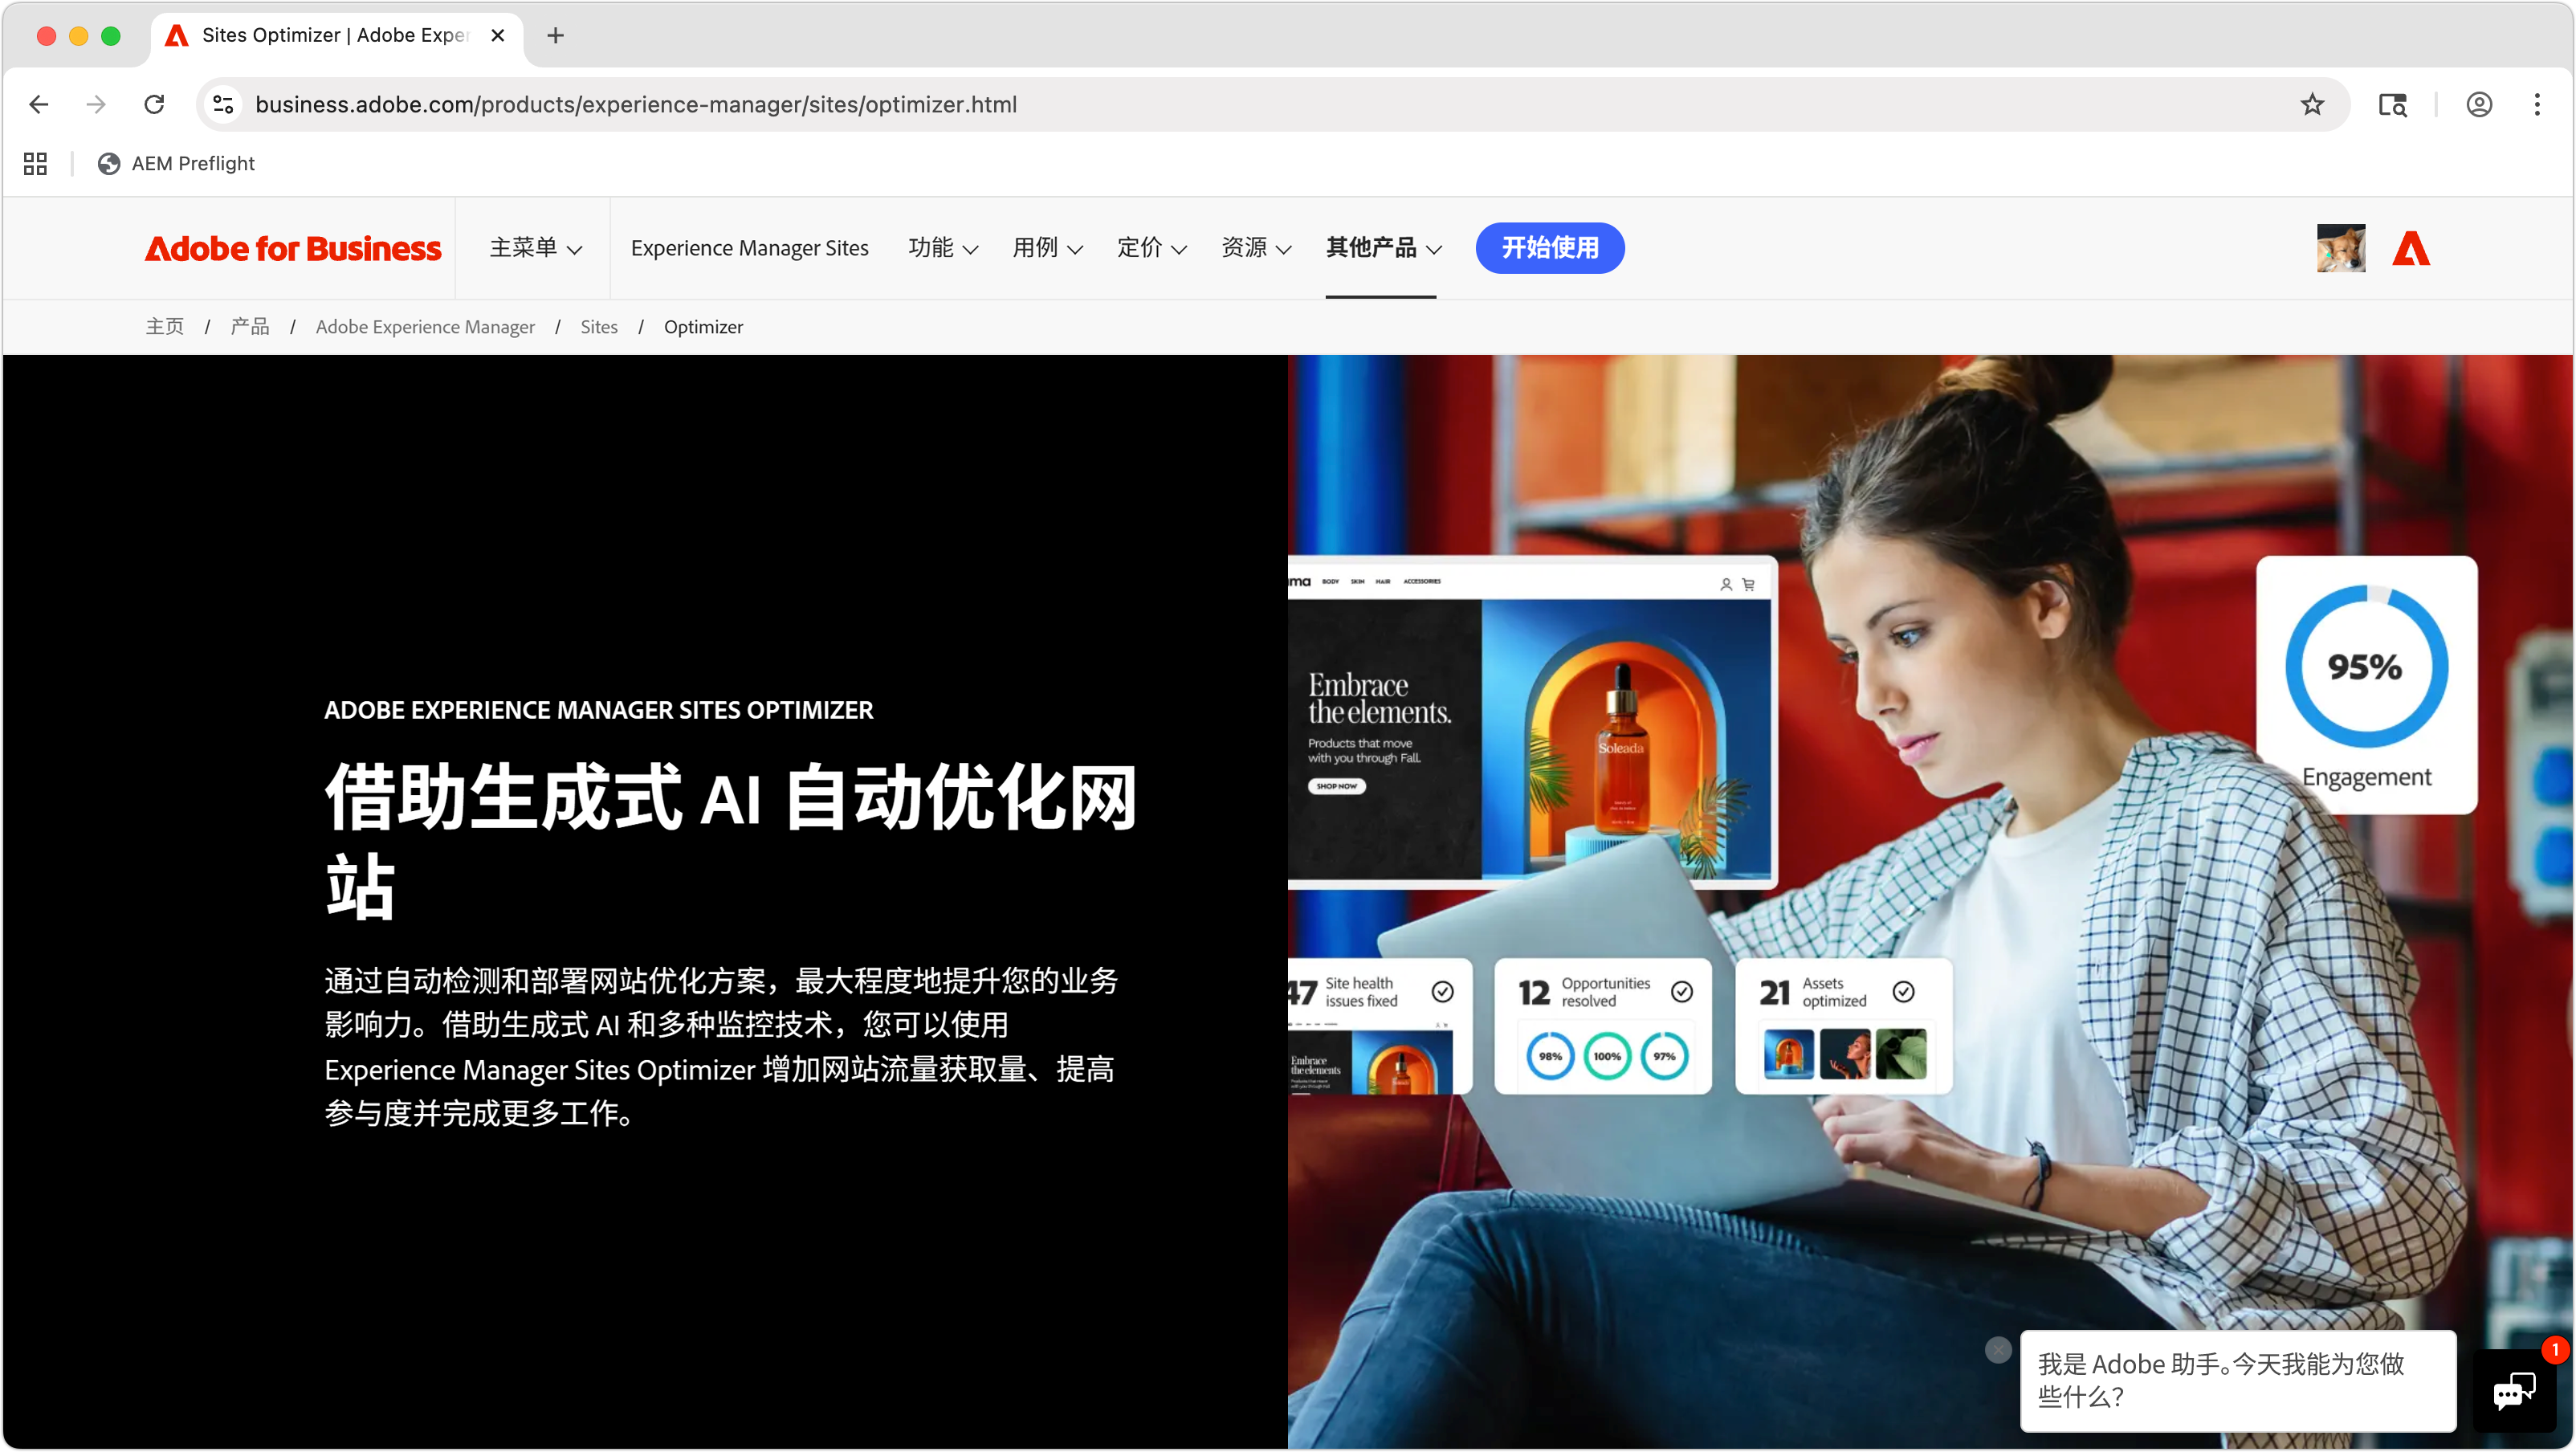 Sites Optimizer | Adobe Exper
business.adobe.com/products/experience-manager/sites/optimizer.html
AEM Preflight
Adobe for Business
主菜单
Experience Manager Sites
功能
用例
定价
资源
其他产品
开始使用
主页 / 产品 / Adobe Experience Manager / Sites / Optimizer
ADOBE EXPERIENCE MANAGER SITES OPTIMIZER
借助生成式 AI 自动优化网
站
通过自动检测和部署网站优化方案，最大程度地提升您的业务
影响力。借助生成式 AI 和多种监控技术，您可以使用
Experience Manager Sites Optimizer 增加网站流量获取量、提高
参与度并完成更多工作。
ma BODY SKIN HAIR ACCESSORIES
Embrace
the elements.
Products that move
with you through Fall.
SHOP NOW
Soleada
95%
Engagement
47 Site health
issues fixed
Embrace
the elements
12 Opportunities
resolved
98% 100% 97%
21 Assets
optimized
我是 Adobe 助手。今天我能为您做
些什么？
1